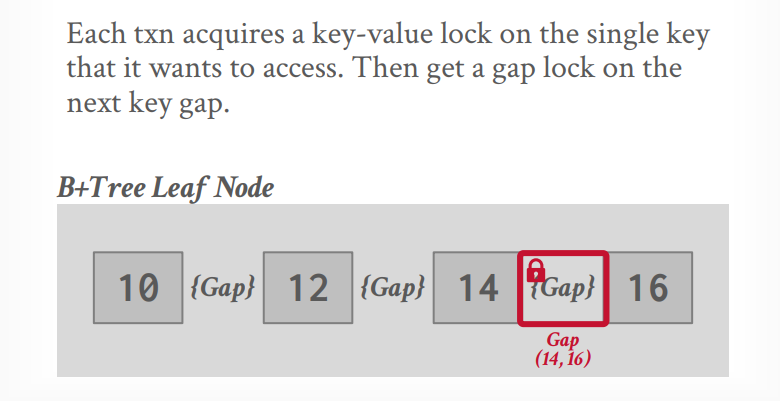 Each txn acquires a key-value lock on the single key
that it wants to access. Then get a gap lock on the
next key gap.
B+Tree Leaf Node
10 {Gap} 12 {Gap} 14 {Gap} 16
Gap
(14, 16)